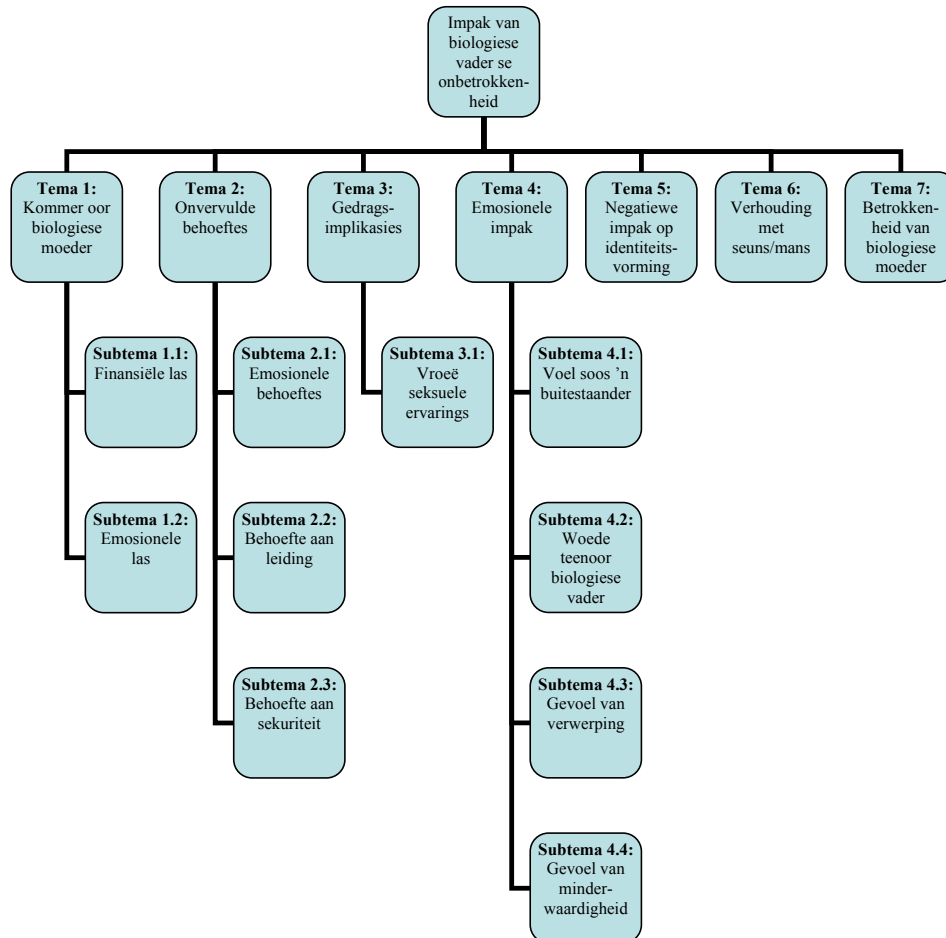 Impak van
biologiese
vader se
onbetrokken-
heid
Tema 1:
Kommer oor
biologiese
moeder
Tema 2:
Onvervulde
behoeftes
Tema 3:
Gedrags-
implikasies
Tema 4:
Emosionele
impak
Tema 5:
Negatiewe
impak op
identiteits-
vorming
Tema 6:
Verhouding
met
seuns/mans
Tema 7:
Betrokken-
heid van
biologiese
moeder
Subtema 1.1:
Finansiële las
Subtema 2.1:
Emosionele
behoeftes
Subtema 3.1:
Vroeë
seksuele
ervarings
Subtema 4.1:
Voel soos ’n
buitestaander
Subtema 1.2:
Emosionele
las
Subtema 2.2:
Behoefte aan
leiding
Subtema 4.2:
Woede
teenoor
biologiese
vader
Subtema 2.3:
Behoefte aan
sekuriteit
Subtema 4.3:
Gevoel van
verwerping
Subtema 4.4:
Gevoel van
minder-
waardigheid